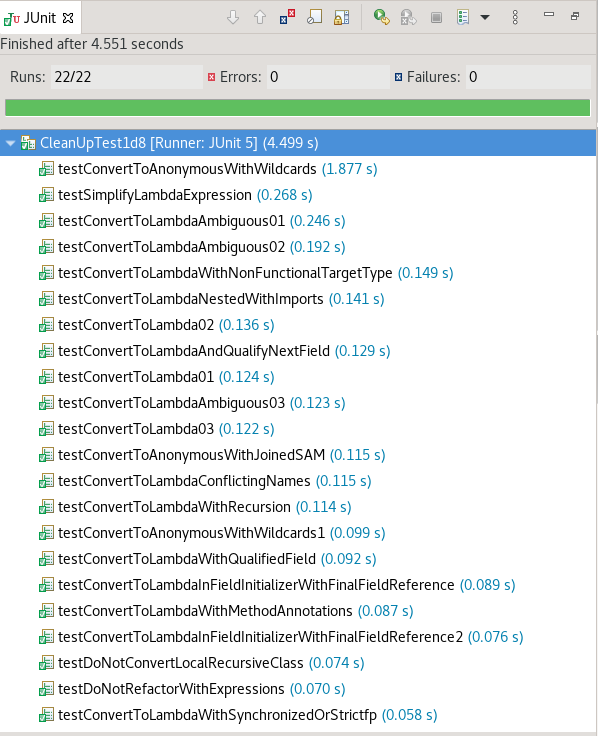 JUnit
Finished after 4.551 seconds
Runs: 22/22 Errors: 0 Failures: 0
CleanUpTest1d8 [Runner: JUnit 5] (4.499 s)
testConvertToAnonymousWithWildcards (1.877 s)
testSimplifyLambdaExpression (0.268 s)
testConvertToLambdaAmbiguous01 (0.246 s)
testConvertToLambdaAmbiguous02 (0.192 s)
testConvertToLambdaWithNonFunctionalTargetType (0.149 s)
testConvertToLambdaNestedWithImports (0.141 s)
testConvertToLambda02 (0.136 s)
testConvertToLambdaAndQualifyNextField (0.129 s)
testConvertToLambda01 (0.124 s)
testConvertToLambdaAmbiguous03 (0.123 s)
testConvertToLambda03 (0.122 s)
testConvertToAnonymousWithJoinedSAM (0.115 s)
testConvertToLambdaConflictingNames (0.115 s)
testConvertToLambdaWithRecursion (0.114 s)
testConvertToAnonymousWithWildcards1 (0.099 s)
testConvertToLambdaWithQualifiedField (0.092 s)
testConvertToLambdaInFieldInitializerWithFinalFieldReference (0.089 s)
testConvertToLambdaWithMethodAnnotations (0.087 s)
testConvertToLambdaInFieldInitializerWithFinalFieldReference2 (0.076 s)
testDoNotConvertLocalRecursiveClass (0.074 s)
testDoNotRefactorWithExpressions (0.070 s)
testConvertToLambdaWithSynchronizedOrStrictfp (0.058 s)